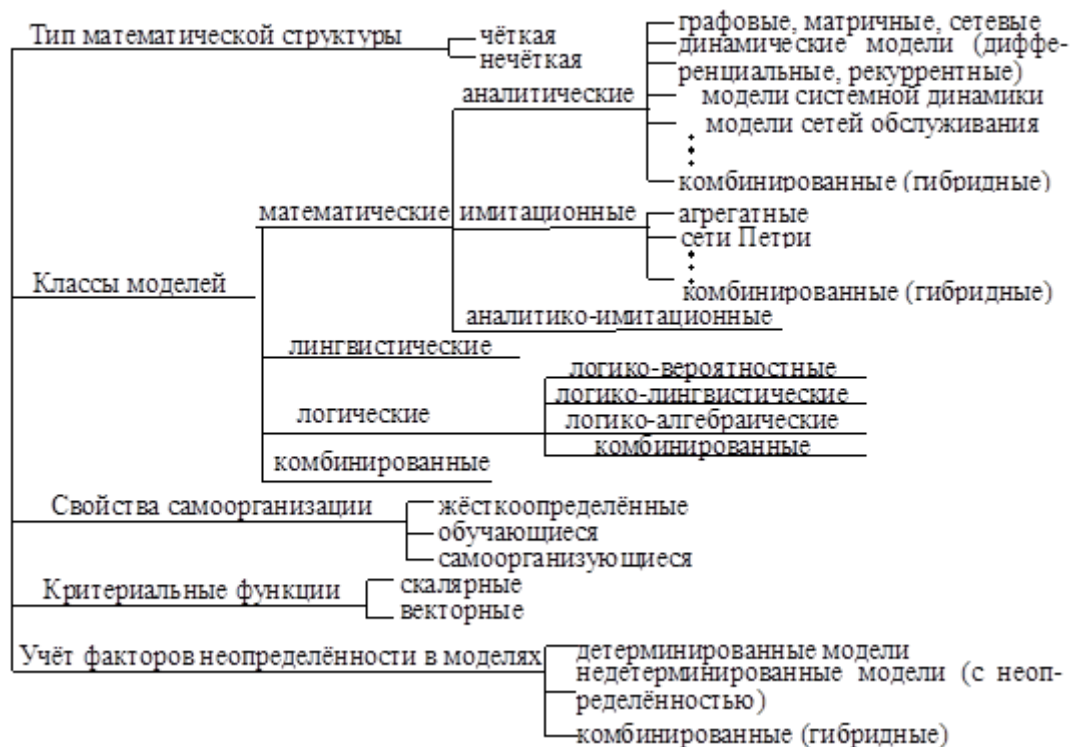 Тип математической структуры
чёткая
нечёткая
графовые, матричные, сетевые
динамические модели (диффе-
ренциальные, рекуррентные)
аналитические
модели системной динамики
модели сетей обслуживания
комбинированные (гибридные)
математические
имитационные
агрегатные
сети Петри
комбинированные (гибридные)
Классы моделей
аналитико-имитационные
лингвистические
логико-вероятностные
логико-лингвистические
логические
логико-алгебраические
комбинированные
комбинированные
Свойства самоорганизации
жёсткоопределённые
обучающиеся
самоорганизующиеся
Критериальные функции
скалярные
векторные
Учёт факторов неопределённости в моделях
детерминированные модели
недетерминированные модели (с неоп-
ределённостью)
комбинированные (гибридные)